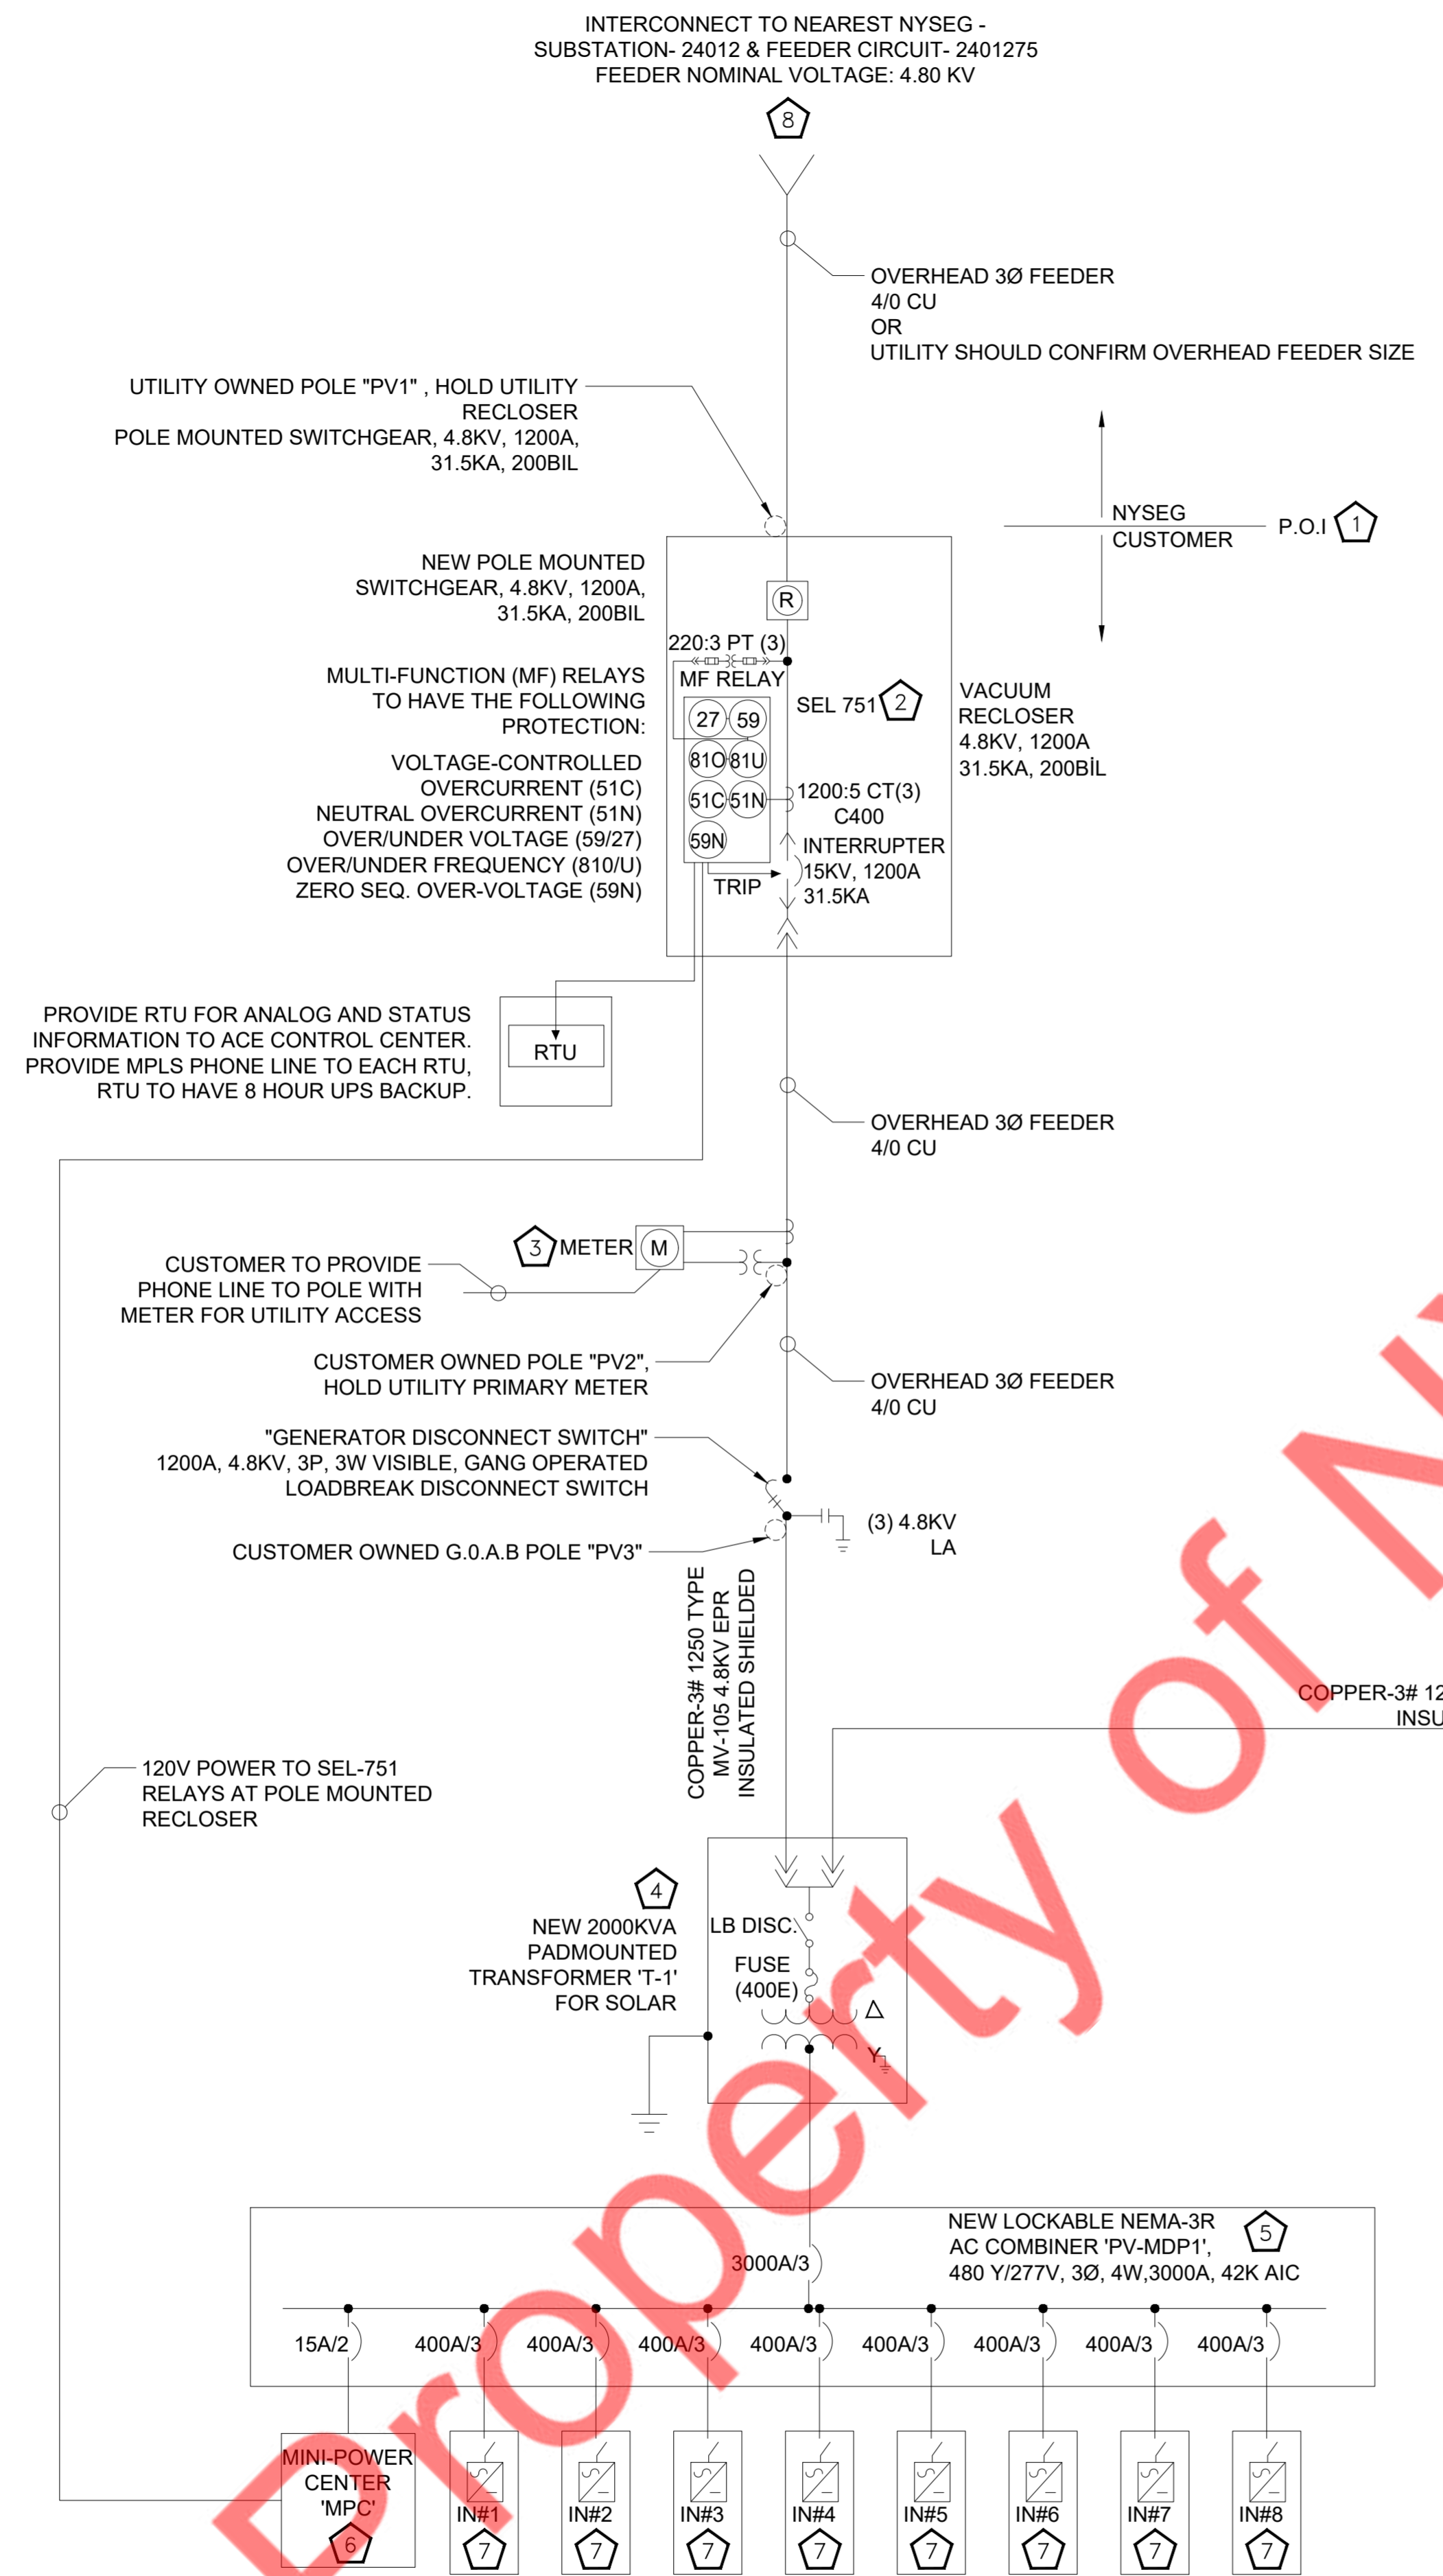 INTERCONNECT TO NEAREST NYSEG -
SUBSTATION- 24012 & FEEDER CIRCUIT- 2401275
FEEDER NOMINAL VOLTAGE: 4.80 KV
8
OVERHEAD 3Ø FEEDER
4/0 CU
OR
UTILITY SHOULD CONFIRM OVERHEAD FEEDER SIZE
UTILITY OWNED POLE "PV1" , HOLD UTILITY
RECLOSER
POLE MOUNTED SWITCHGEAR, 4.8KV, 1200A,
31.5KA, 200BIL
NYSEG
CUSTOMER
P.O.I 1
NEW POLE MOUNTED
SWITCHGEAR, 4.8KV, 1200A,
31.5KA, 200BIL
R
220:3 PT (3)
MF RELAY
MULTI-FUNCTION (MF) RELAYS
TO HAVE THE FOLLOWING
PROTECTION:
VOLTAGE-CONTROLLED
OVERCURRENT (51C)
NEUTRAL OVERCURRENT (51N)
OVER/UNDER VOLTAGE (59/27)
OVER/UNDER FREQUENCY (810/U)
ZERO SEQ. OVER-VOLTAGE (59N)
27 59
81O 81U
51C 51N
59N
TRIP
SEL 751 2
1200:5 CT(3)
C400
INTERRUPTER
15KV, 1200A
31.5KA
VACUUM
RECLOSER
4.8KV, 1200A
31.5KA, 200BİL
PROVIDE RTU FOR ANALOG AND STATUS
INFORMATION TO ACE CONTROL CENTER.
PROVIDE MPLS PHONE LINE TO EACH RTU,
RTU TO HAVE 8 HOUR UPS BACKUP.
RTU
OVERHEAD 3Ø FEEDER
4/0 CU
3 METER M
CUSTOMER TO PROVIDE
PHONE LINE TO POLE WITH
METER FOR UTILITY ACCESS
CUSTOMER OWNED POLE "PV2",
HOLD UTILITY PRIMARY METER
OVERHEAD 3Ø FEEDER
4/0 CU
"GENERATOR DISCONNECT SWITCH"
1200A, 4.8KV, 3P, 3W VISIBLE, GANG OPERATED
LOADBREAK DISCONNECT SWITCH
(3) 4.8KV
LA
CUSTOMER OWNED G.0.A.B POLE "PV3"
COPPER-3# 1250 TYPE
MV-105 4.8KV EPR
INSULATED SHIELDED
COPPER-3# 12
INSU
120V POWER TO SEL-751
RELAYS AT POLE MOUNTED
RECLOSER
4
NEW 2000KVA
PADMOUNTED
TRANSFORMER 'T-1'
FOR SOLAR
LB DISC.
FUSE
(400E)
Δ
Y
NEW LOCKABLE NEMA-3R
AC COMBINER 'PV-MDP1',
480 Y/277V, 3Ø, 4W,3000A, 42K AIC
5
3000A/3
15A/2 400A/3 400A/3 400A/3 400A/3 400A/3 400A/3 400A/3 400A/3
MINI-POWER
CENTER
'MPC'
6
IN#1 IN#2 IN#3 IN#4 IN#5 IN#6 IN#7 IN#8
7 7 7 7 7 7 7 7
Property of N